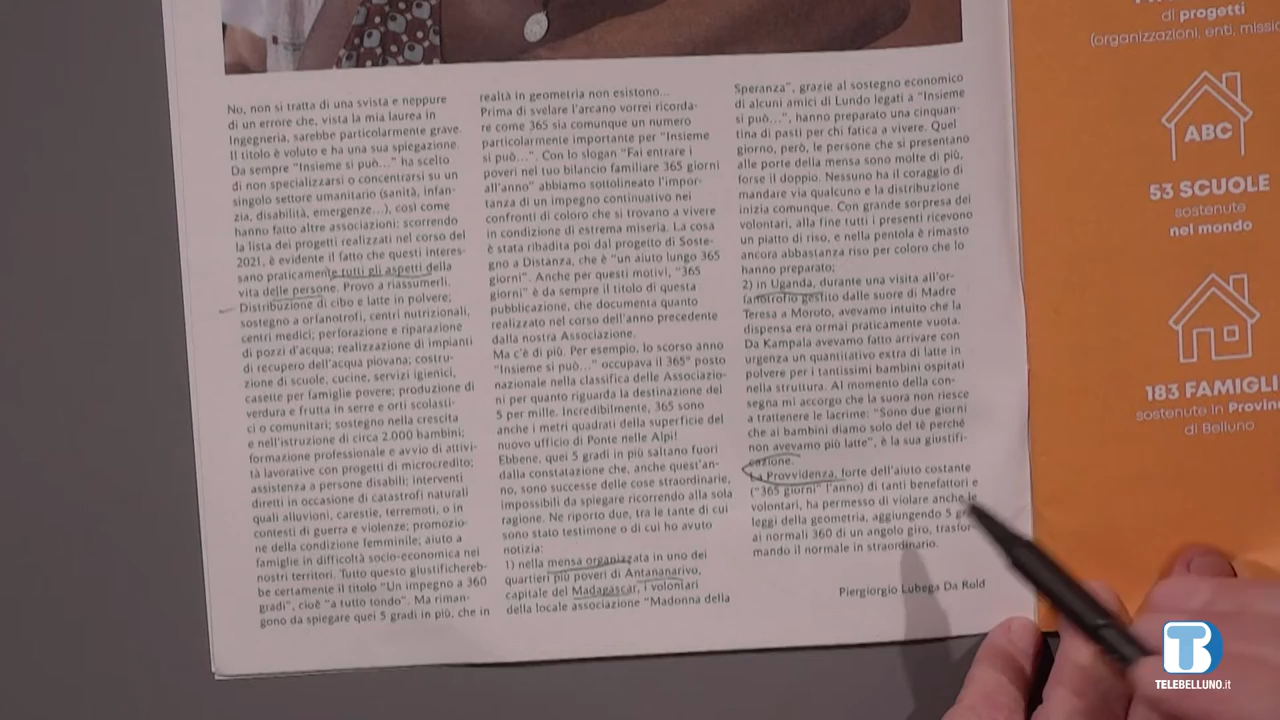 No, non si tratta di una svista e neppure
di un errore che, vista la mia laurea in
Ingegneria, sarebbe particolarmente grave.
Il titolo è voluto e ha una sua spiegazione.
Da sempre "Insieme si può..." ha scelto
di non specializzarsi o concentrarsi su un
singolo settore umanitario (sanità, infan-
zia, disabilità, emergenze...), così come
hanno fatto altre associazioni: scorrendo
la lista dei progetti realizzati nel corso del
2021, è evidente il fatto che questi interes-
sano praticamente tutti gli aspetti della
vita delle persone. Provo a riassumerli.
Distribuzione di cibo e latte in polvere;
sostegno a orfanotrofi, centri nutrizionali,
centri medici; perforazione e riparazione
di pozzi d'acqua; realizzazione di impianti
di recupero dell'acqua piovana; costru-
zione di scuole, cucine, servizi igienici,
casette per famiglie povere; produzione di
verdura e frutta in serre e orti scolasti-
ci o comunitari; sostegno nella crescita
e nell'istruzione di circa 2.000 bambini;
formazione professionale e avvio di attivi-
tà lavorative con progetti di microcredito;
assistenza a persone disabili; interventi
diretti in occasione di catastrofi naturali
quali alluvioni, carestie, terremoti, o in
contesti di guerra e violenze; promozio-
ne della condizione femminile; aiuto a
famiglie in difficoltà socio-economica nei
nostri territori. Tutto questo giustifichereb-
be certamente il titolo "Un impegno a 360
gradi", cioè "a tutto tondo". Ma riman-
gono da spiegare quei 5 gradi in più, che in
realtà in geometria non esistono...
Prima di svelare l'arcano vorrei ricorda-
re come 365 sia comunque un numero
particolarmente importante per "Insieme
si può...". Con lo slogan "Fai entrare i
poveri nel tuo bilancio familiare 365 giorni
all'anno" abbiamo sottolineato l'impor-
tanza di un impegno continuativo nei
confronti di coloro che si trovano a vivere
in condizione di estrema miseria. La cosa
è stata ribadita poi dal progetto di Soste-
gno a Distanza, che è "un aiuto lungo 365
giorni". Anche per questi motivi, "365
giorni" è da sempre il titolo di questa
pubblicazione, che documenta quanto
realizzato nel corso dell'anno precedente
dalla nostra Associazione.
Ma c'è di più. Per esempio, lo scorso anno
"Insieme si può..." occupava il 365° posto
nazionale nella classifica delle Associazio-
ni per quanto riguarda la destinazione del
5 per mille. Incredibilmente, 365 sono
anche i metri quadrati della superficie del
nuovo ufficio di Ponte nelle Alpi!
Ebbene, quei 5 gradi in più saltano fuori
dalla constatazione che, anche quest'an-
no, sono successe delle cose straordinarie,
impossibili da spiegare ricorrendo alla sola
ragione. Ne riporto due, tra le tante di cui
sono stato testimone o di cui ho avuto
notizia:
1) nella mensa organizzata in uno dei
quartieri più poveri di Antananarivo,
capitale del Madagascar, i volontari
della locale associazione "Madonna della
Speranza", grazie al sostegno economico
di alcuni amici di Lundo legati a "Insieme
si può...", hanno preparato una cinquan-
tina di pasti per chi fatica a vivere. Quel
giorno, però, le persone che si presentano
alle porte della mensa sono molte di più,
forse il doppio. Nessuno ha il coraggio di
mandare via qualcuno e la distribuzione
inizia comunque. Con grande sorpresa dei
volontari, alla fine tutti i presenti ricevono
un piatto di riso, e nella pentola è rimasto
ancora abbastanza riso per coloro che lo
hanno preparato;
2) in Uganda, durante una visita all'or-
fanotrofio gestito dalle suore di Madre
Teresa a Moroto, avevamo intuito che la
dispensa era ormai praticamente vuota.
Da Kampala avevamo fatto arrivare con
urgenza un quantitativo extra di latte in
polvere per i tantissimi bambini ospitati
nella struttura. Al momento della con-
segna mi accorgo che la suora non riesce
a trattenere le lacrime: "Sono due giorni
che ai bambini diamo solo del tè perché
non avevamo più latte", è la sua giustifi-
cazione.
La Provvidenza, forte dell'aiuto costante
("365 giorni" l'anno) di tanti benefattori e
volontari, ha permesso di violare anche le
leggi della geometria, aggiungendo 5
ai normali 360 di un angolo giro, trasfor-
mando il normale in straordinario.
Piergiorgio Lubega Da Rold
di progetti
(organizzazioni, enti,
ABC
53 SCUOLE
sostenute
nel mondo
183
sostenute in
di Belluno
TELEBELLUNO.it